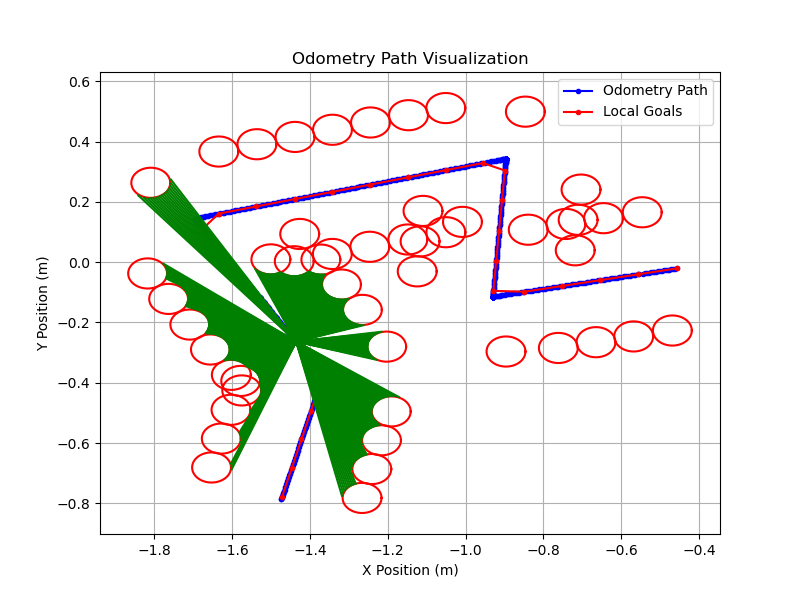 Odometry Path Visualization
Odometry Path
Local Goals
Y Position (m)
0.6
0.4
0.2
0.0
−0.2
−0.4
−0.6
−0.8
−1.8 −1.6 −1.4 −1.2 −1.0 −0.8 −0.6 −0.4
X Position (m)